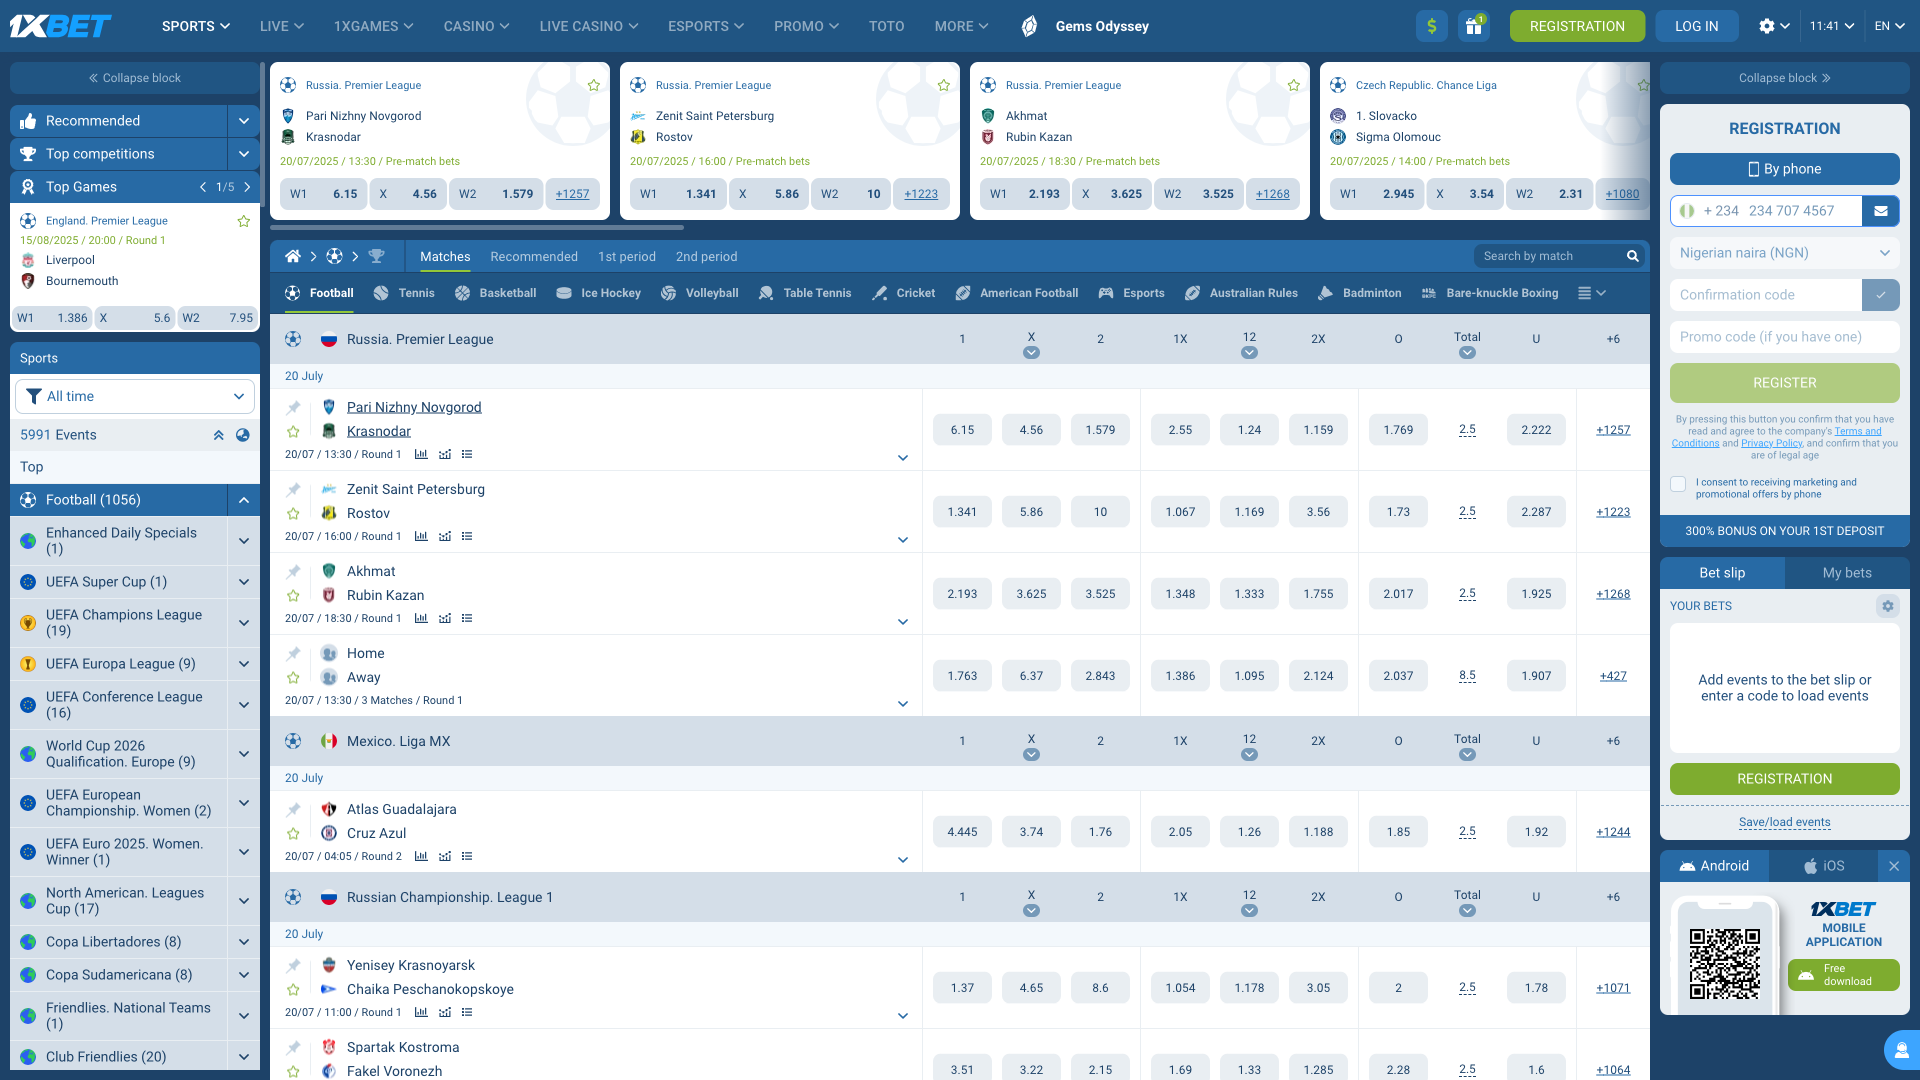 1XBET
SPORTS
LIVE
1XGAMES
CASINO
LIVE CASINO
ESPORTS
PROMO
TOTO
MORE
Gems Odyssey
$
1
REGISTRATION
LOG IN
11:41
EN
Collapse block
Recommended
Top competitions
Top Games
1/5
England. Premier League
15/08/2025 / 20:00 / Round 1
Liverpool
Bournemouth
W1 1.386 X 5.6 W2 7.95
Sports
All time
5991 Events
Top
Football (1056)
Enhanced Daily Specials
(1)
UEFA Super Cup (1)
UEFA Champions League
(19)
UEFA Europa League (9)
UEFA Conference League
(16)
World Cup 2026
Qualification. Europe (9)
UEFA European
Championship. Women (2)
UEFA Euro 2025. Women.
Winner (1)
North American. Leagues
Cup (17)
Copa Libertadores (8)
Copa Sudamericana (8)
Friendlies. National Teams
(1)
Club Friendlies (20)
Russia. Premier League
Pari Nizhny Novgorod
Krasnodar
20/07/2025 / 13:30 / Pre-match bets
W1 6.15 X 4.56 W2 1.579 +1257
Russia. Premier League
Zenit Saint Petersburg
Rostov
20/07/2025 / 16:00 / Pre-match bets
W1 1.341 X 5.86 W2 10 +1223
Russia. Premier League
Akhmat
Rubin Kazan
20/07/2025 / 18:30 / Pre-match bets
W1 2.193 X 3.625 W2 3.525 +1268
Czech Republic. Chance Liga
1. Slovacko
Sigma Olomouc
20/07/2025 / 14:00 / Pre-match bets
W1 2.945 X 3.54 W2 2.31 +1080
Matches Recommended 1st period 2nd period
Search by match
Football Tennis Basketball Ice Hockey Volleyball Table Tennis Cricket American Football Esports Australian Rules Badminton Bare-knuckle Boxing
Russia. Premier League 1 X 2 1X 12 2X O Total U +6
20 July
Pari Nizhny Novgorod
Krasnodar
6.15 4.56 1.579 2.55 1.24 1.159 1.769 2.5 2.222 +1257
20/07 / 13:30 / Round 1
Zenit Saint Petersburg
Rostov
1.341 5.86 10 1.067 1.169 3.56 1.73 2.5 2.287 +1223
20/07 / 16:00 / Round 1
Akhmat
Rubin Kazan
2.193 3.625 3.525 1.348 1.333 1.755 2.017 2.5 1.925 +1268
20/07 / 18:30 / Round 1
Home
Away
1.763 6.37 2.843 1.386 1.095 2.124 2.037 8.5 1.907 +427
20/07 / 13:30 / 3 Matches / Round 1
Mexico. Liga MX 1 X 2 1X 12 2X O Total U +6
20 July
Atlas Guadalajara
Cruz Azul
4.445 3.74 1.76 2.05 1.26 1.188 1.85 2.5 1.92 +1244
20/07 / 04:05 / Round 2
Russian Championship. League 1 1 X 2 1X 12 2X O Total U +6
20 July
Yenisey Krasnoyarsk
Chaika Peschanokopskoye
1.37 4.65 8.6 1.054 1.178 3.05 2 2.5 1.78 +1071
20/07 / 11:00 / Round 1
Spartak Kostroma
Fakel Voronezh
3.51 3.22 2.15 1.69 1.33 1.285 2.28 2.5 1.6 +1064
Collapse block
REGISTRATION
By phone
+ 234 234 707 4567
Nigerian naira (NGN)
Confirmation code
Promo code (if you have one)
REGISTER
By pressing this button you confirm that you have
read and agree to the company's Terms and
Conditions and Privacy Policy, and confirm that you
are of legal age
I consent to receiving marketing and
promotional offers by phone
300% BONUS ON YOUR 1ST DEPOSIT
Bet slip
My bets
YOUR BETS
Add events to the bet slip or
enter a code to load events
REGISTRATION
Save/load events
Android
iOS
1XBET
MOBILE
APPLICATION
Free
download